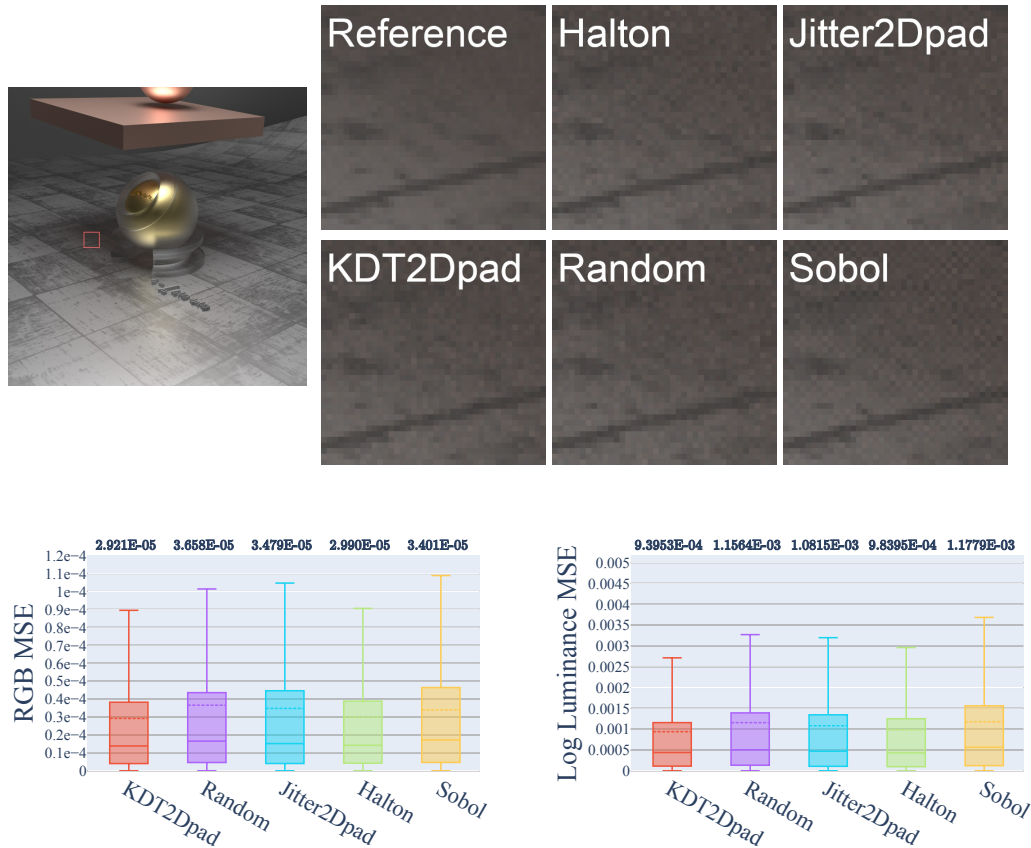 Reference Halton Jitter2Dpad
KDT2Dpad Random Sobol
2.921E-05 3.658E-05 3.479E-05 2.990E-05 3.401E-05
1.2e−4
1.1e−4
1e−4
0.9e−4
0.8e−4
0.7e−4
0.6e−4
0.5e−4
0.4e−4
0.3e−4
0.2e−4
0.1e−4
0
RGB MSE
KDT2Dpad Random Jitter2Dpad Halton Sobol
9.3953E-04 1.1564E-03 1.0815E-03 9.8395E-04 1.1779E-03
0.005
0.0045
0.004
0.0035
0.003
0.0025
0.002
0.0015
0.001
0.0005
0
Log Luminance MSE
KDT2Dpad Random Jitter2Dpad Halton Sobol